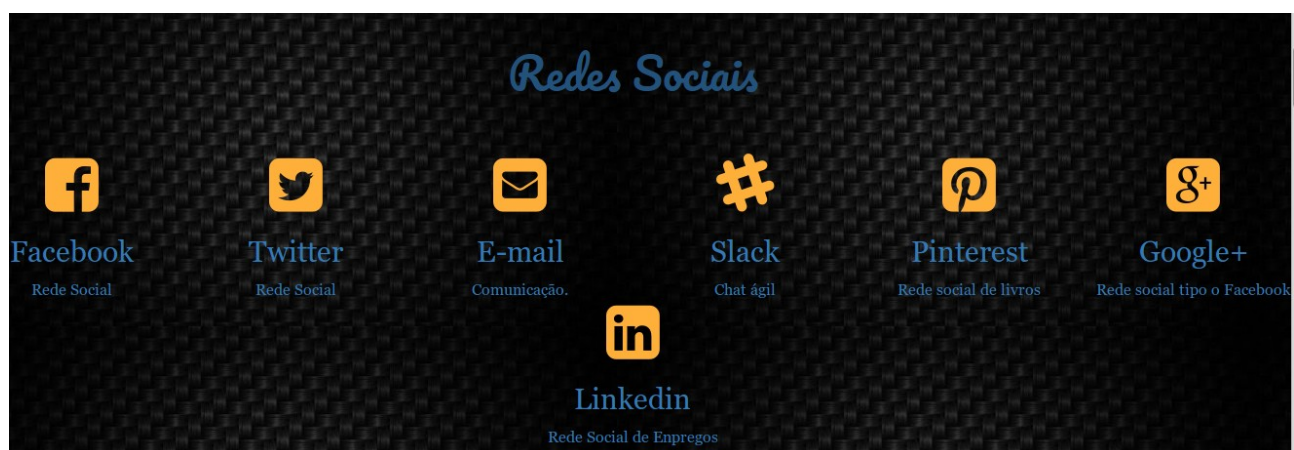 Redes Sociais
Facebook
Rede Social
Twitter
Rede Social
E-mail
Comunicação.
Slack
Chat ágil
Pinterest
Rede social de livros
Google+
Rede social tipo o Facebook
Linkedin
Rede Social de Enpregos